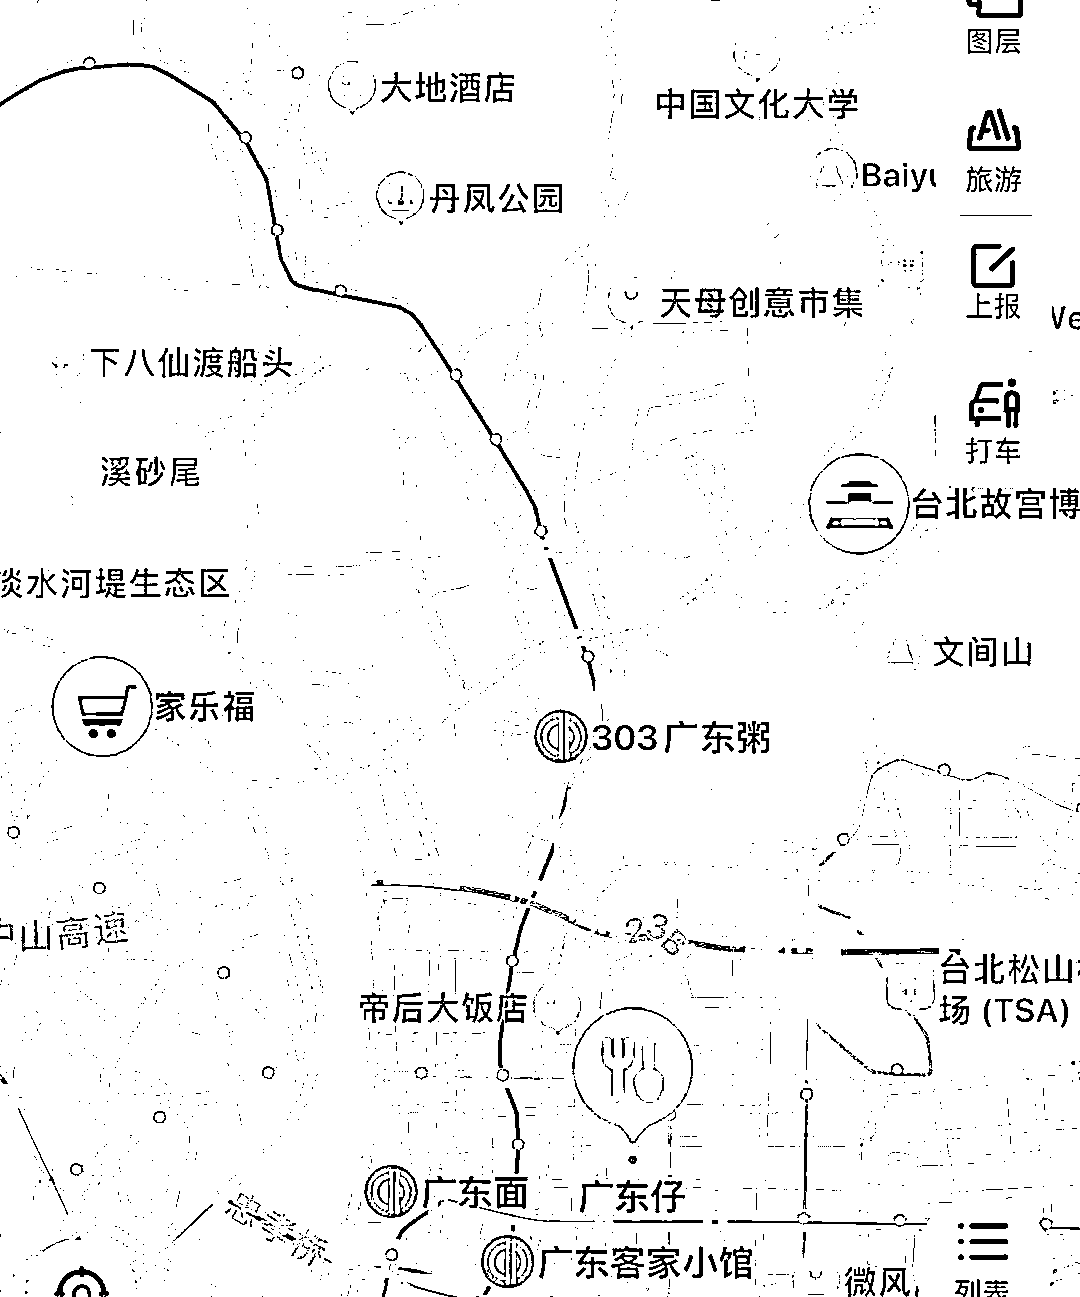 图层
大地酒店
中国文化大学
旅游
丹凤公园
上报
天母创意市集
下八仙渡船头
打车
溪砂尾
台北故宫博
淡水河堤生态区
文间山
家乐福
303广东粥
中山高速
23B
台北松山
场 (TSA)
帝后大饭店
广东面
广东仔
忠孝桥
广东客家小馆
微风
列表